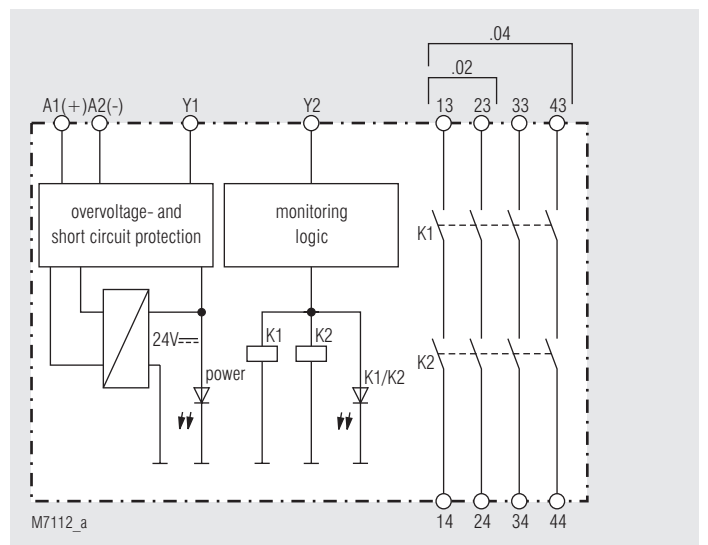 .04
.02
A1(+) A2(-) Y1 Y2 13 23 33 43
overvoltage- and
short circuit protection
monitoring
logic
K1
24V
K1 K2
K2
power
K1/K2
14 24 34 44
M7112_a